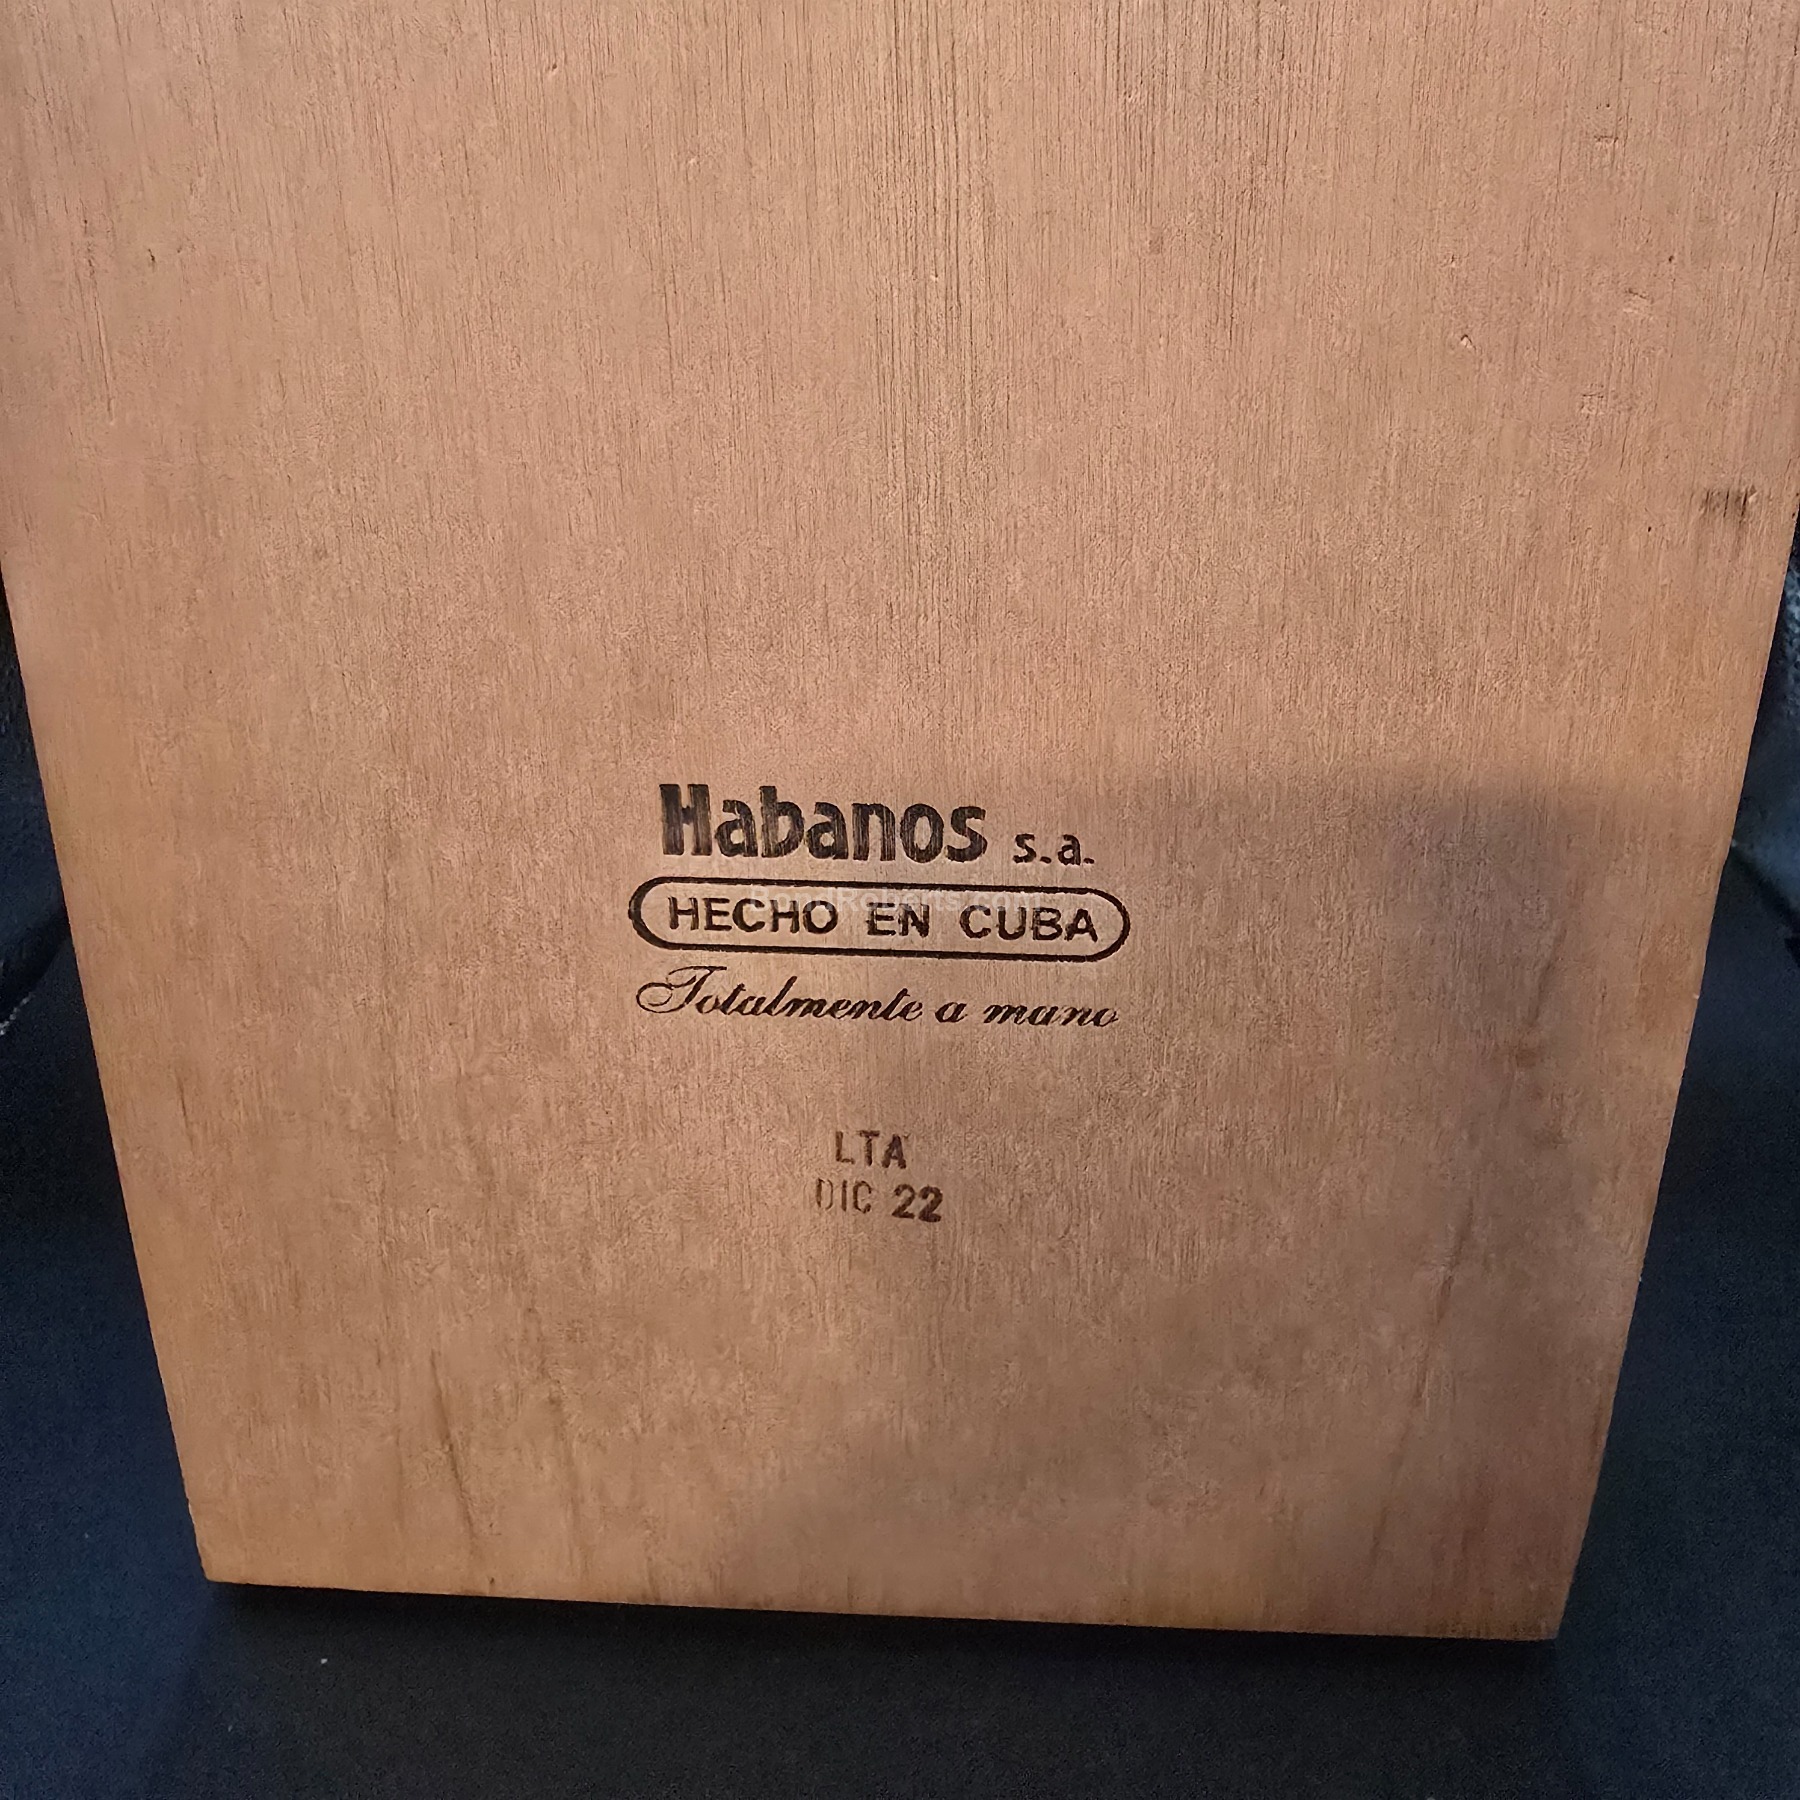 Habanos s.a.
HECHO EN CUBA
Totalmente a mano
LTA
DIC 22